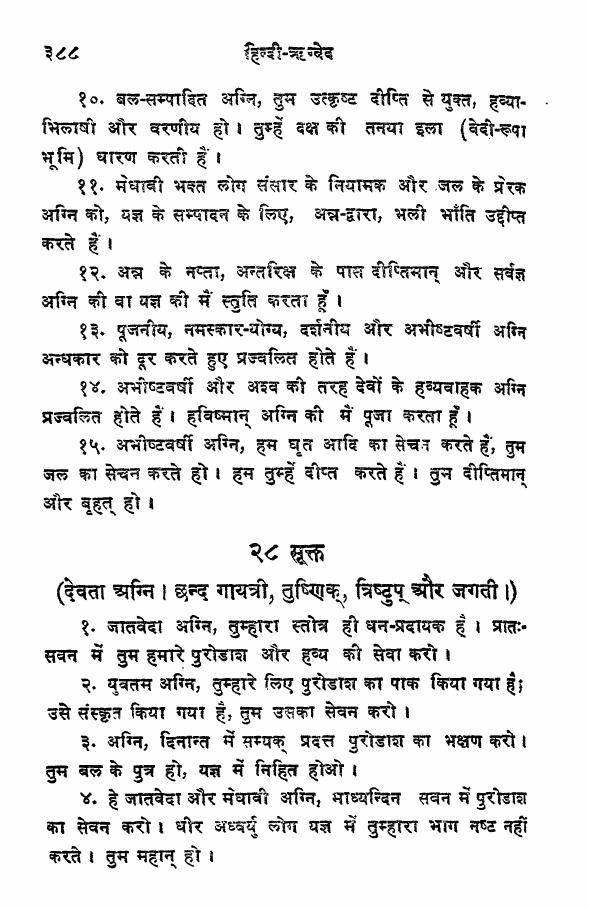 ३८८ हिन्दी-ऋग्वेद
१०. बल-सम्पादित अग्नि, तुम उत्कृष्ट दीप्ति से युक्त, हव्या-
भिलाषी और वरणीय हो। तुम्हें दक्ष की तनया इला (वेदी-रूपा
भूमि) धारण करती हैं।
११. मेधावी भक्त लोग संसार के नियामक और जल के प्रेरक
अग्नि को, यज्ञ के सम्पादन के लिए, अन्न-द्वारा, भली भाँति उद्दीप्त
करते हैं।
१२. अन्न के नप्ता, अन्तरिक्ष के पास दीप्तिमान् और सर्वज्ञ
अग्नि की वा यज्ञ की मैं स्तुति करता हूँ।
१३. पूजनीय, नमस्कार-योग्य, दर्शनीय और अभीष्टवर्षी अग्नि
अन्धकार को दूर करते हुए प्रज्वलित होते हैं।
१४. अभीष्टवर्षी और अश्व की तरह देवों के हव्यवाहक अग्नि
प्रज्वलित होते हैं। हविष्मान् अग्नि की मैं पूजा करता हूँ।
१५. अभीष्टवर्षी अग्नि, हम घृत आदि का सेचन करते हैं, तुम
जल का सेचन करते हो। हम तुम्हें दीप्त करते हैं। तुम दीप्तिमान्
और बृहत् हो।
२८ सूक्त
(देवता अग्नि। छन्द गायत्री, तुष्णिक्, त्रिष्टुप् और जगती।)
१. जातवेदा अग्नि, तुम्हारा स्तोत्र ही धन-प्रदायक है। प्रातः-
सवन में तुम हमारे पुरोडाश और हव्य की सेवा करो।
२. युवतम अग्नि, तुम्हारे लिए पुरोडाश का पाक किया गया है;
उसे संस्कृत किया गया है, तुम उसका सेवन करो।
३. अग्नि, दिनान्त में सम्यक् प्रदत्त पुरोडाश का भक्षण करो।
तुम बल के पुत्र हो, यज्ञ में निहित होओ।
४. हे जातवेदा और मेधावी अग्नि, माध्यन्दिन सवन में पुरोडाश
का सेवन करो। धीर अध्वर्यु लोग यज्ञ में तुम्हारा भाग नष्ट नहीं
करते। तुम महान् हो।